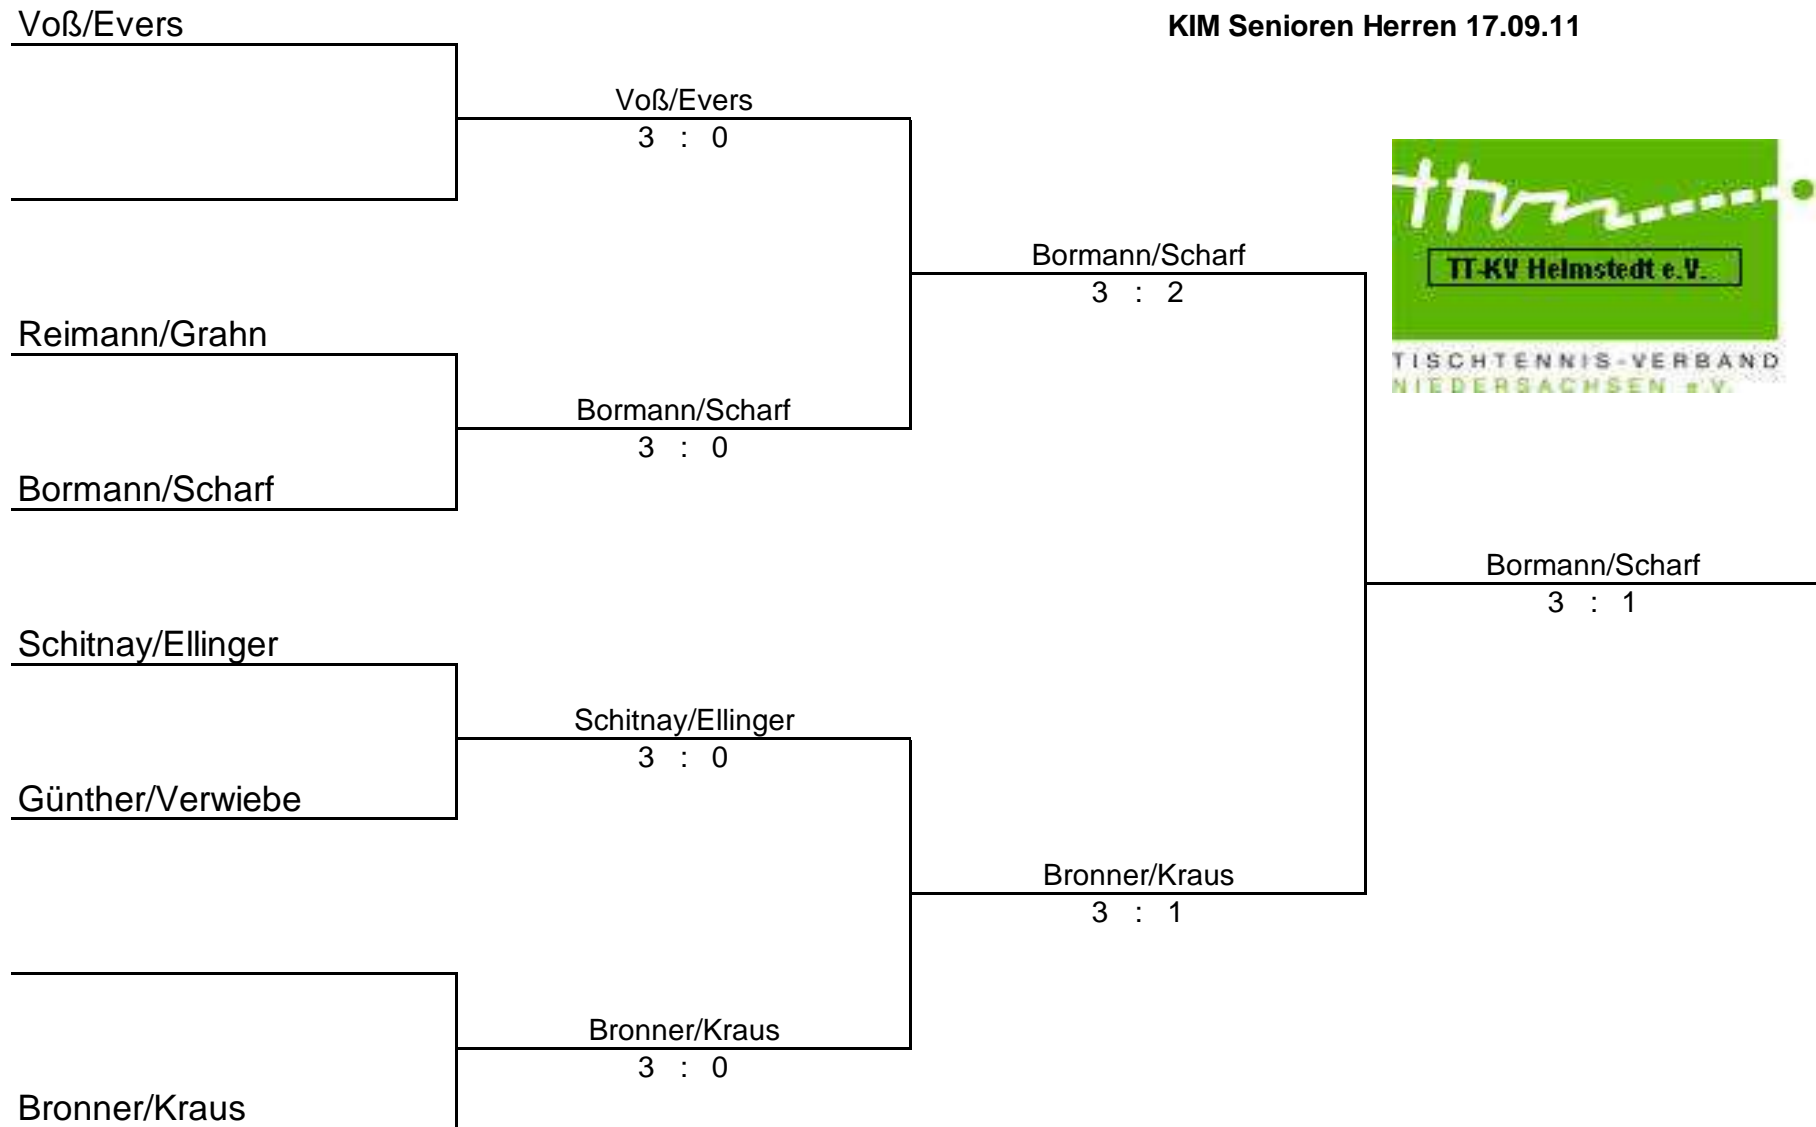 Voß/Evers
KIM Senioren Herren 17.09.11
Voß/Evers
3 : 0
ttvn
TT-KV Helmstedt e.V.
TISCHTENNIS-VERBAND
NIEDERSACHSEN e.V.
Bormann/Scharf
3 : 2
Reimann/Grahn
Bormann/Scharf
3 : 0
Bormann/Scharf
Bormann/Scharf
3 : 1
Schitnay/Ellinger
Schitnay/Ellinger
3 : 0
Günther/Verwiebe
Bronner/Kraus
3 : 1
Bronner/Kraus
3 : 0
Bronner/Kraus